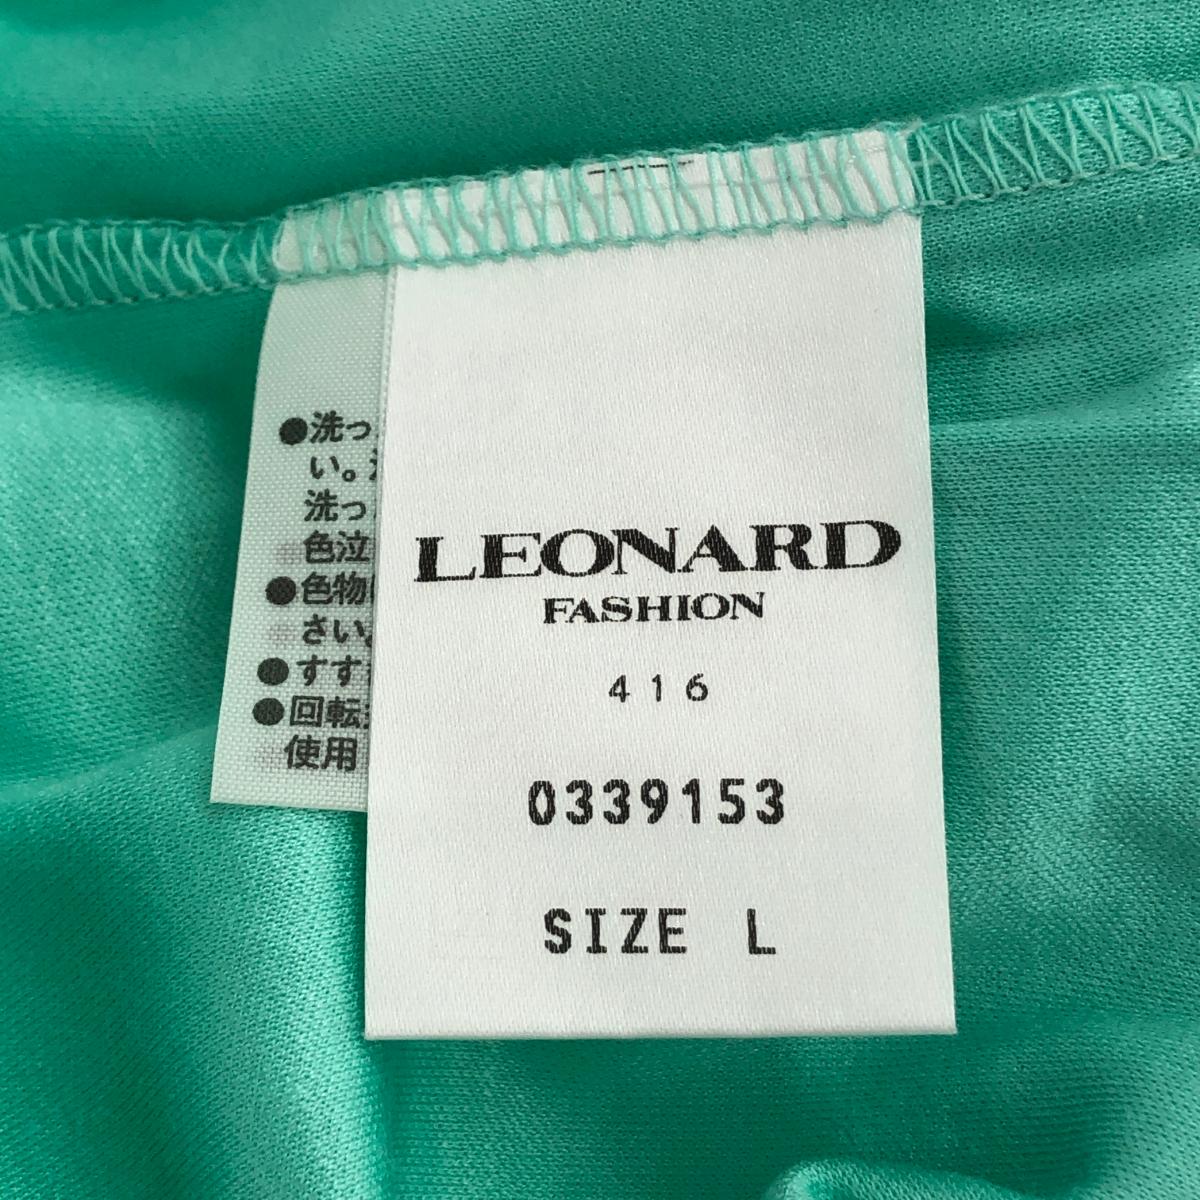 LEONARD
FASHION
416
0339153
SIZE L
●洗っ
い。
洗っ
色泣
●色物
さい。
●すす
●回転
使用